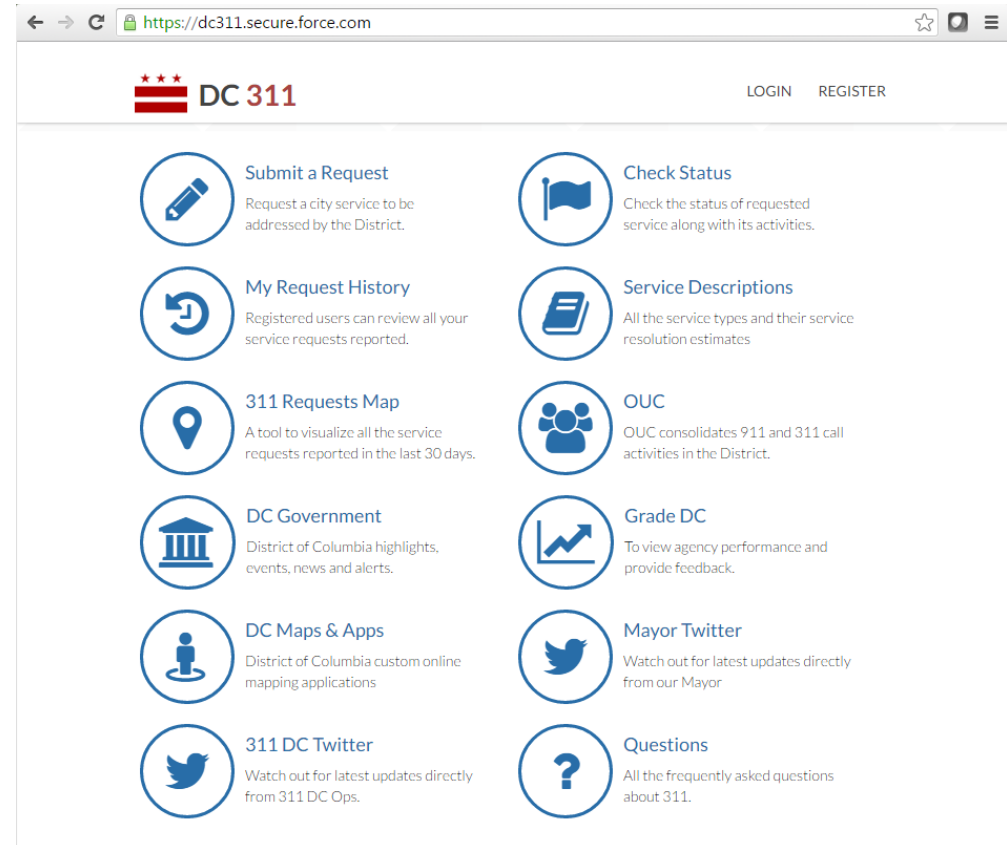 https://dc311.secure.force.com
DC 311
LOGIN REGISTER
Submit a Request
Request a city service to be
addressed by the District.
Check Status
Check the status of requested
service along with its activities.
My Request History
Registered users can review all your
service requests reported.
Service Descriptions
All the service types and their service
resolution estimates
311 Requests Map
A tool to visualize all the service
requests reported in the last 30 days.
OUC
OUC consolidates 911 and 311 call
activities in the District.
DC Government
District of Columbia highlights,
events, news and alerts.
Grade DC
To view agency performance and
provide feedback.
DC Maps & Apps
District of Columbia custom online
mapping applications
Mayor Twitter
Watch out for latest updates directly
from our Mayor
311 DC Twitter
Watch out for latest updates directly
from 311 DC Ops.
Questions
All the frequently asked questions
about 311.